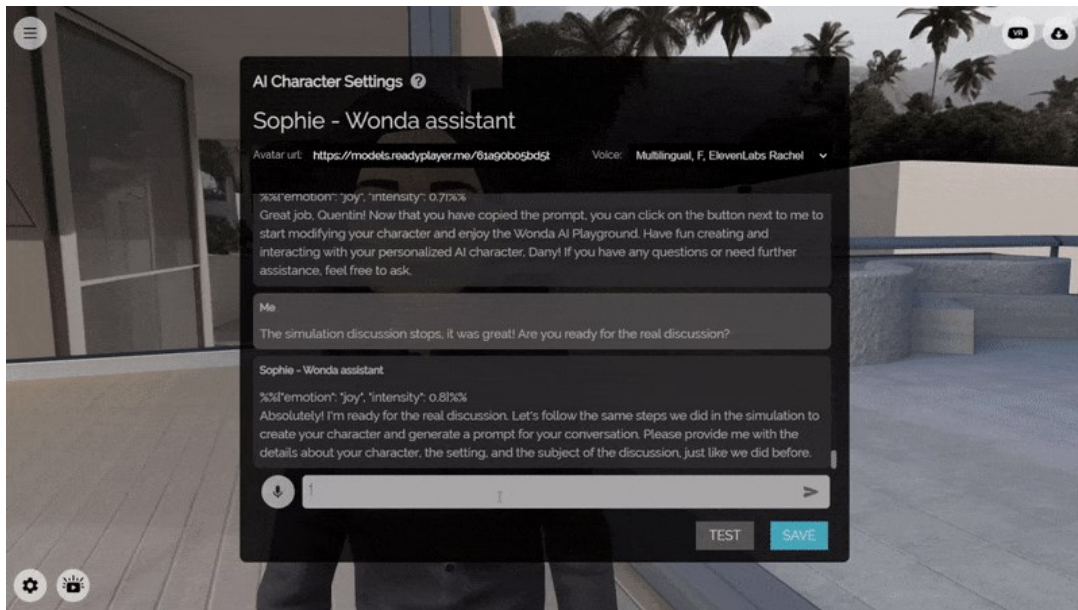 VR
AI Character Settings ?
Sophie - Wonda assistant
Avatar url: https://models.readyplayer.me/61a90b05bd5t Voice: Multilingual, F, ElevenLabs Rachel
%%{"emotion": "joy", "intensity": 0.7}%%
Great job, Quentin! Now that you have copied the prompt, you can click on the button next to me to
start modifying your character and enjoy the Wonda AI Playground. Have fun creating and
interacting with your personalized AI character, Dany! If you have any questions or need further
assistance, feel free to ask.
Me
The simulation discussion stops, it was great! Are you ready for the real discussion?
Sophie - Wonda assistant
%%{"emotion": "joy", "intensity": 0.8}%%
Absolutely! I'm ready for the real discussion. Let's follow the same steps we did in the simulation to
create your character and generate a prompt for your conversation. Please provide me with the
details about your character, the setting, and the subject of the discussion, just like we did before.
TEST SAVE